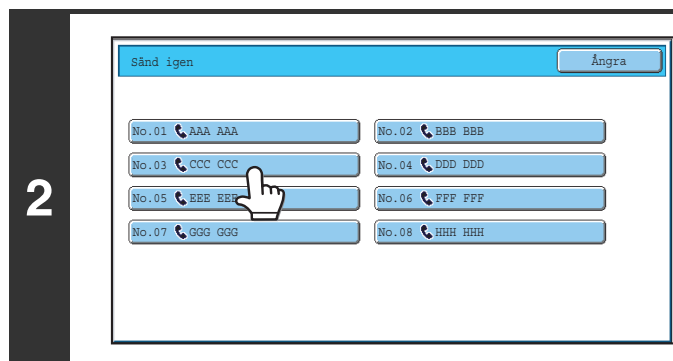 2
Sänd igen
Ångra
No.01 AAA AAA
No.02 BBB BBB
No.03 CCC CCC
No.04 DDD DDD
No.05 EEE EEE
No.06 FFF FFF
No.07 GGG GGG
No.08 HHH HHH